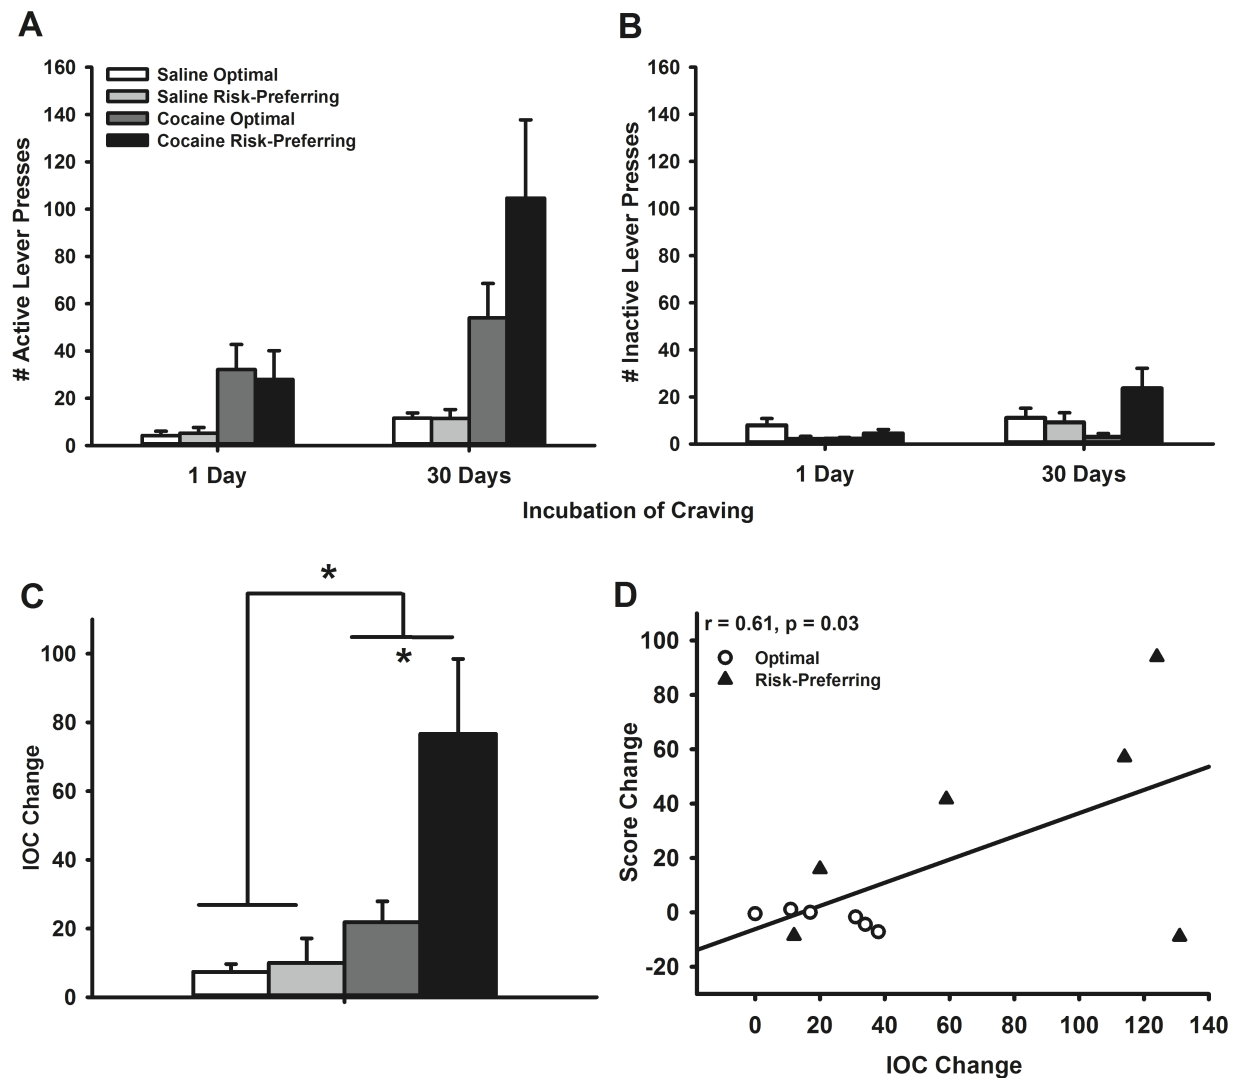 A
160
140
120
100
80
60
40
20
0
# Active Lever Presses
Saline Optimal
Saline Risk-Preferring
Cocaine Optimal
Cocaine Risk-Preferring
1 Day
30 Days
B
160
140
120
100
80
60
40
20
0
# Inactive Lever Presses
1 Day
30 Days
Incubation of Craving
C
*
*
100
80
60
40
20
0
IOC Change
D
r = 0.61, p = 0.03
Optimal
Risk-Preferring
100
80
60
40
20
0
-20
Score Change
0 20 40 60 80 100 120 140
IOC Change